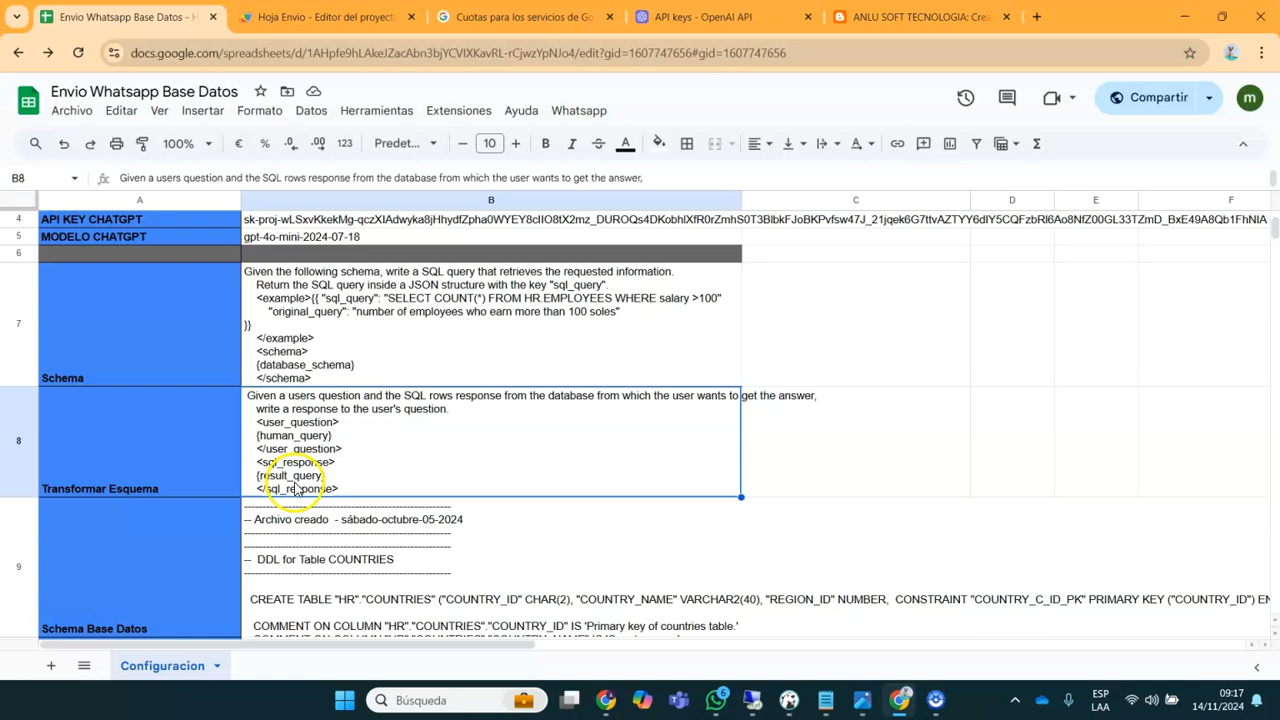 Envio Whatsapp Base Datos - H
Hoja Envio - Editor del proyect
Cuotas para los servicios de Go
API keys - OpenAI API
ANLU SOFT TECNOLOGIA: Crea
docs.google.com/spreadsheets/d/1AHpfe9hLAkeJZacAbn3bjYCVIXKavRL-rCjwzYpNJo4/edit?gid=1607747656#gid=1607747656
Envio Whatsapp Base Datos
Archivo Editar Ver Insertar Formato Datos Herramientas Extensiones Ayuda Whatsapp
Compartir
m
100% € % .0 .00 123 Predet... 10 B I A
B8 fx Given a users question and the SQL rows response from the database from which the user wants to get the answer,
A B C D E F
4 API KEY CHATGPT
5 MODELO CHATGPT gpt-4o-mini-2024-07-18
6
Given the following schema, write a SQL query that retrieves the requested information.
Return the SQL query inside a JSON structure with the key "sql_query".
<example>{{ "sql_query": "SELECT COUNT(*) FROM HR.EMPLOYEES WHERE salary >100"
"original_query": "number of employees who earn more than 100 soles"
}}
</example>
<schema>
{database_schema}
</schema>
7 Schema
Given a users question and the SQL rows response from the database from which the user wants to get the answer,
write a response to the user's question.
<user_question>
{human_query}
</user_question>
<sql_response>
{result_query}
</sql_response>
8 Transformar Esquema
--------------------------------------------------------
-- Archivo creado - sábado-octubre-05-2024
--------------------------------------------------------
--------------------------------------------------------
-- DDL for Table COUNTRIES
--------------------------------------------------------
CREATE TABLE "HR"."COUNTRIES" ("COUNTRY_ID" CHAR(2), "COUNTRY_NAME" VARCHAR2(40), "REGION_ID" NUMBER, CONSTRAINT "COUNTRY_C_ID_PK" PRIMARY KEY ("COUNTRY_ID") EN
COMMENT ON COLUMN "HR"."COUNTRIES"."COUNTRY_ID" IS 'Primary key of countries table.'
9 Schema Base Datos
Configuracion
Búsqueda
6
ESP
LAA
09:17
14/11/2024